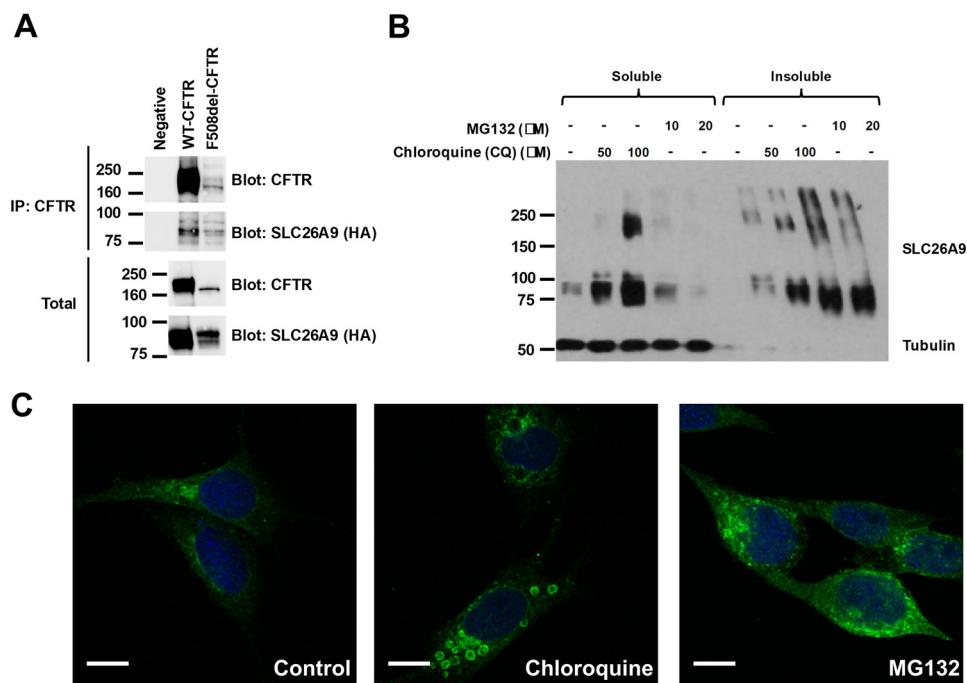 A
Negative
WT-CFTR
F508del-CFTR
IP: CFTR
250
160
Blot: CFTR
100
75
Blot: SLC26A9 (HA)
Total
250
160
Blot: CFTR
100
75
Blot: SLC26A9 (HA)
B
Soluble Insoluble
MG132 (□M) - - - 10 20 - - - 10 20
Chloroquine (CQ) (□M) - 50 100 - - - 50 100 - -
250
150
100
75
50
SLC26A9
Tubulin
C
Control
Chloroquine
MG132